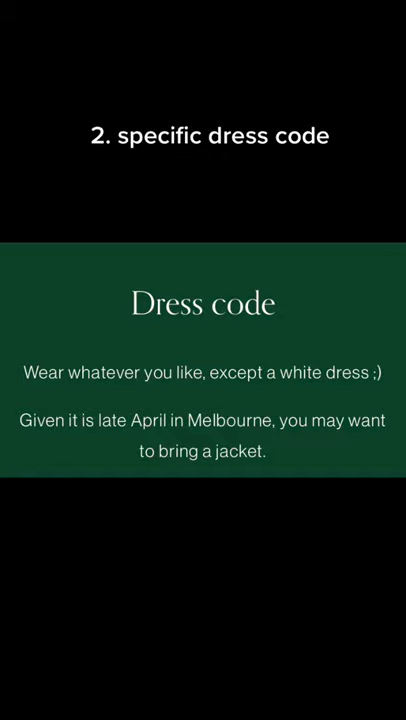 2. specific dress code
Dress code
Wear whatever you like, except a white dress ;)
Given it is late April in Melbourne, you may want
to bring a jacket.